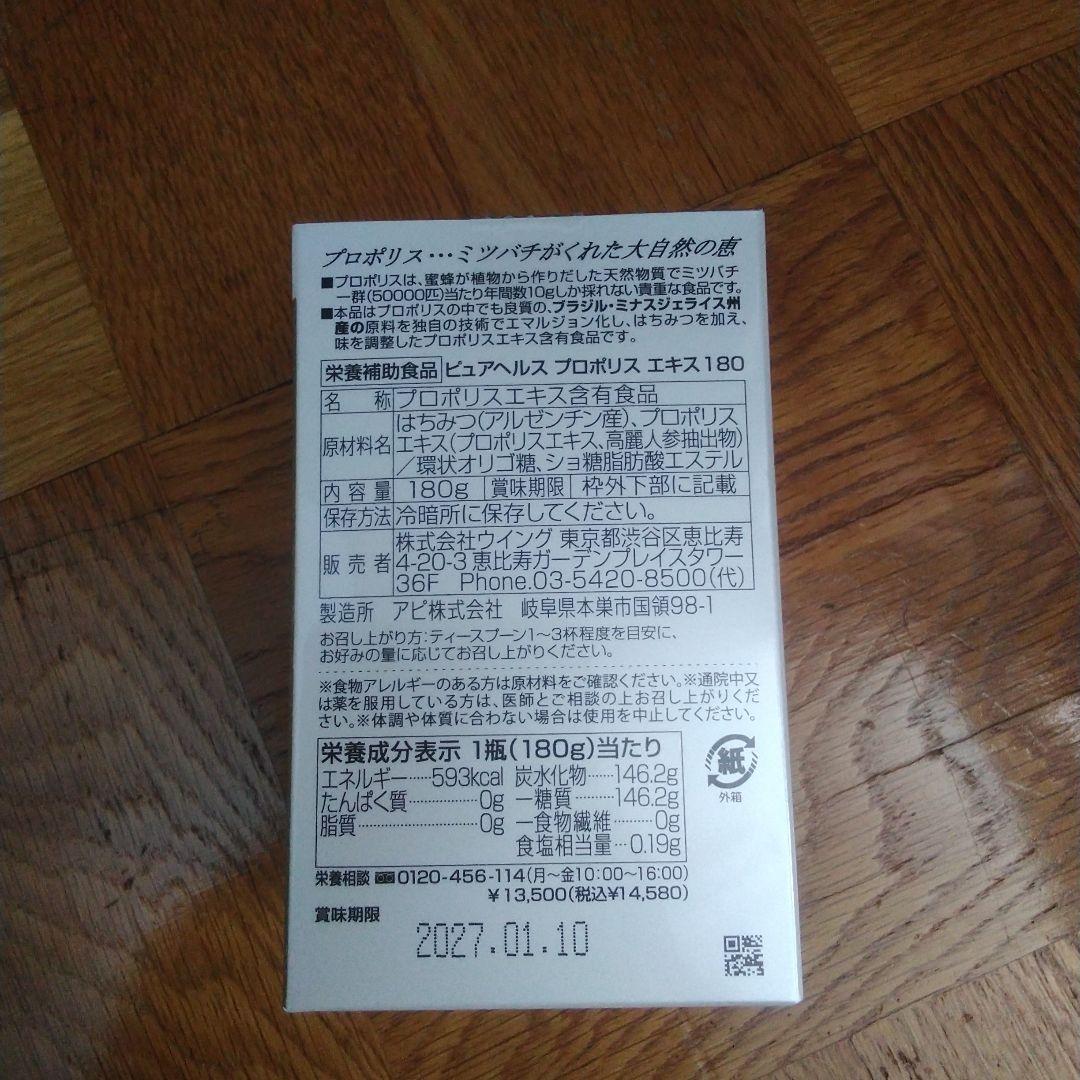 プロポリス…ミツバチがくれた大自然の恵
■プロポリスは、蜜蜂が植物から作りだした天然物質でミツバチ
一群(50000匹)当たり年間数10gしか採れない貴重な食品です。
■本品はプロポリスの中でも良質の、ブラジル・ミナスジェライス州
産の原料を独自の技術でエマルジョン化し、はちみつを加え、
味を調整したプロポリスエキス含有食品です。
栄養補助食品 ピュアヘルス プロポリス エキス180
名 称 プロポリスエキス含有食品
原材料名 はちみつ(アルゼンチン産)、プロポリス
エキス(プロポリスエキス、高麗人参抽出物)
/環状オリゴ糖、ショ糖脂肪酸エステル
内容量 180g 賞味期限 枠外下部に記載
保存方法 冷暗所に保存してください。
販売者 株式会社ウイング 東京都渋谷区恵比寿
4-20-3 恵比寿ガーデンプレイスタワー
36F Phone.03-5420-8500(代)
製造所 アピ株式会社 岐阜県本巣市国領98-1
お召し上がり方:ティースプーン1〜3杯程度を目安に、
お好みの量に応じてお召し上がりください。
※食物アレルギーのある方は原材料をご確認ください。※通院中又
は薬を服用している方は、医師とご相談の上お召し上がりくだ
さい。※体調や体質に合わない場合は使用を中止してください。
栄養成分表示 1瓶(180g)当たり
エネルギー……593kcal 炭水化物……146.2g
たんぱく質……………0g ー糖質………146.2g
脂質……………………0g ー食物繊維………0g
食塩相当量…0.19g
紙
外箱
栄養相談 0120-456-114(月〜金10:00〜16:00)
¥13,500(税込¥14,580)
賞味期限
2027.01.10